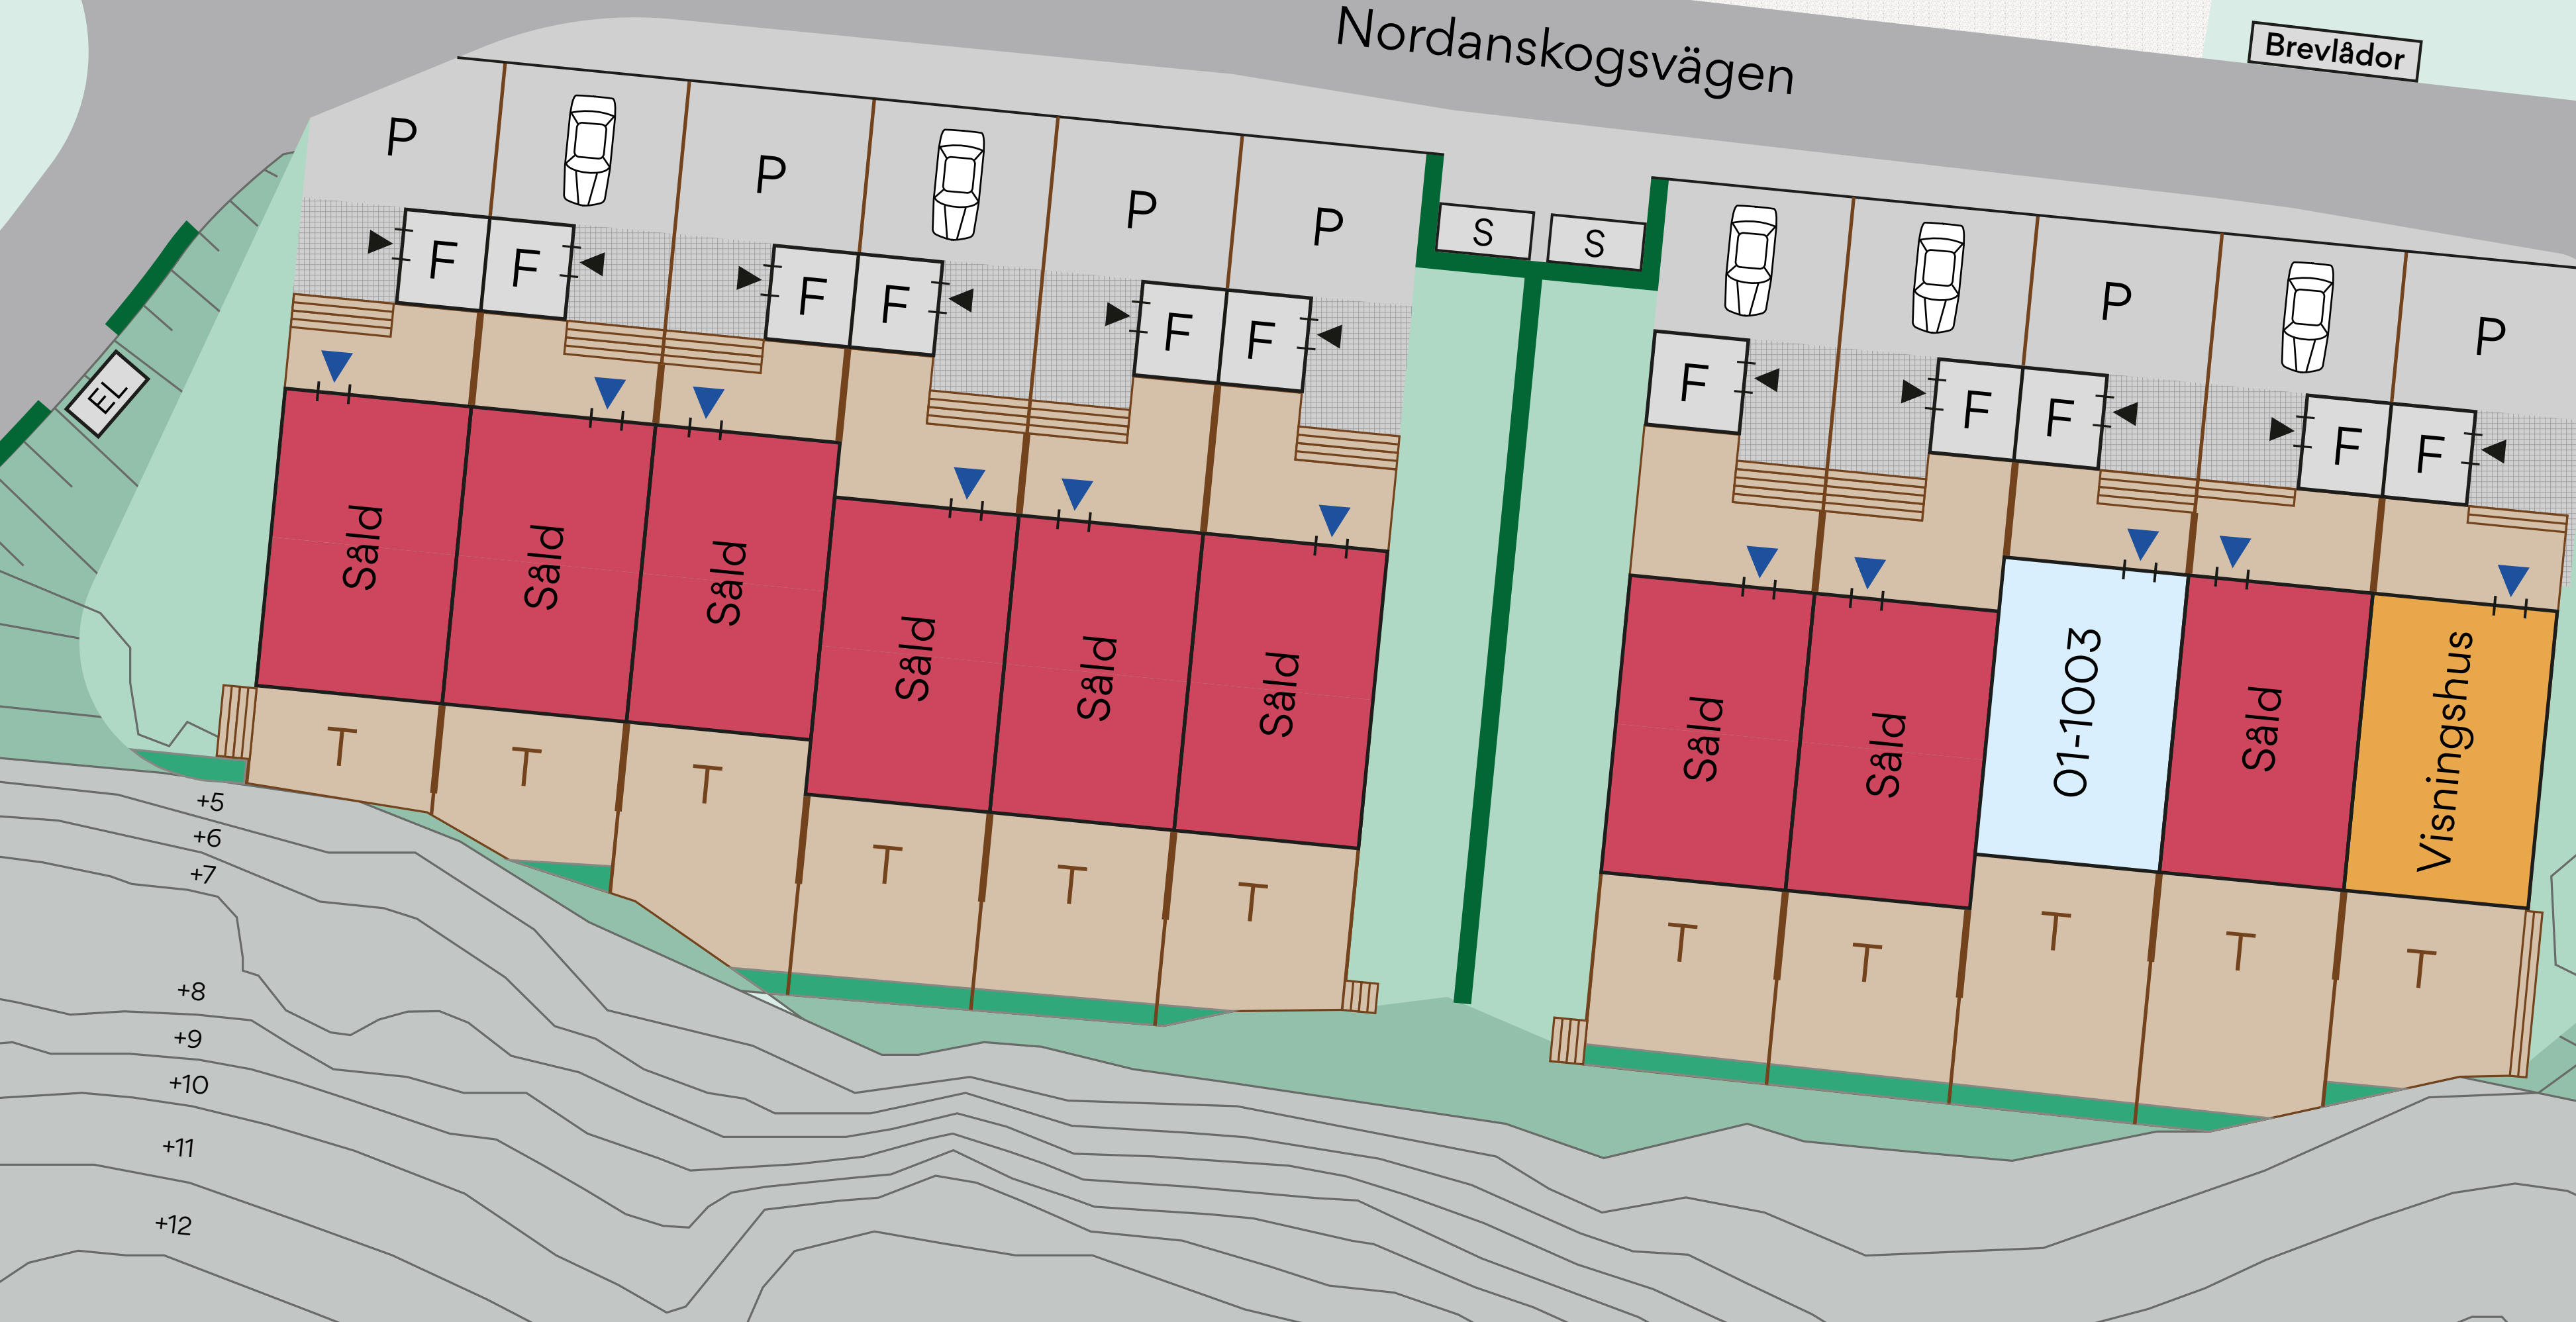 Nordanskogsvägen
Brevlådor
P
P
P
P
P
P
S
S
F
F
F
F
F
F
F
F
F
F
F
EL
Såld
Såld
Såld
Såld
Såld
Såld
Såld
Såld
01-1003
Såld
Visningshus
T
T
T
T
T
T
T
T
T
T
T
+5
+6
+7
+8
+9
+10
+11
+12